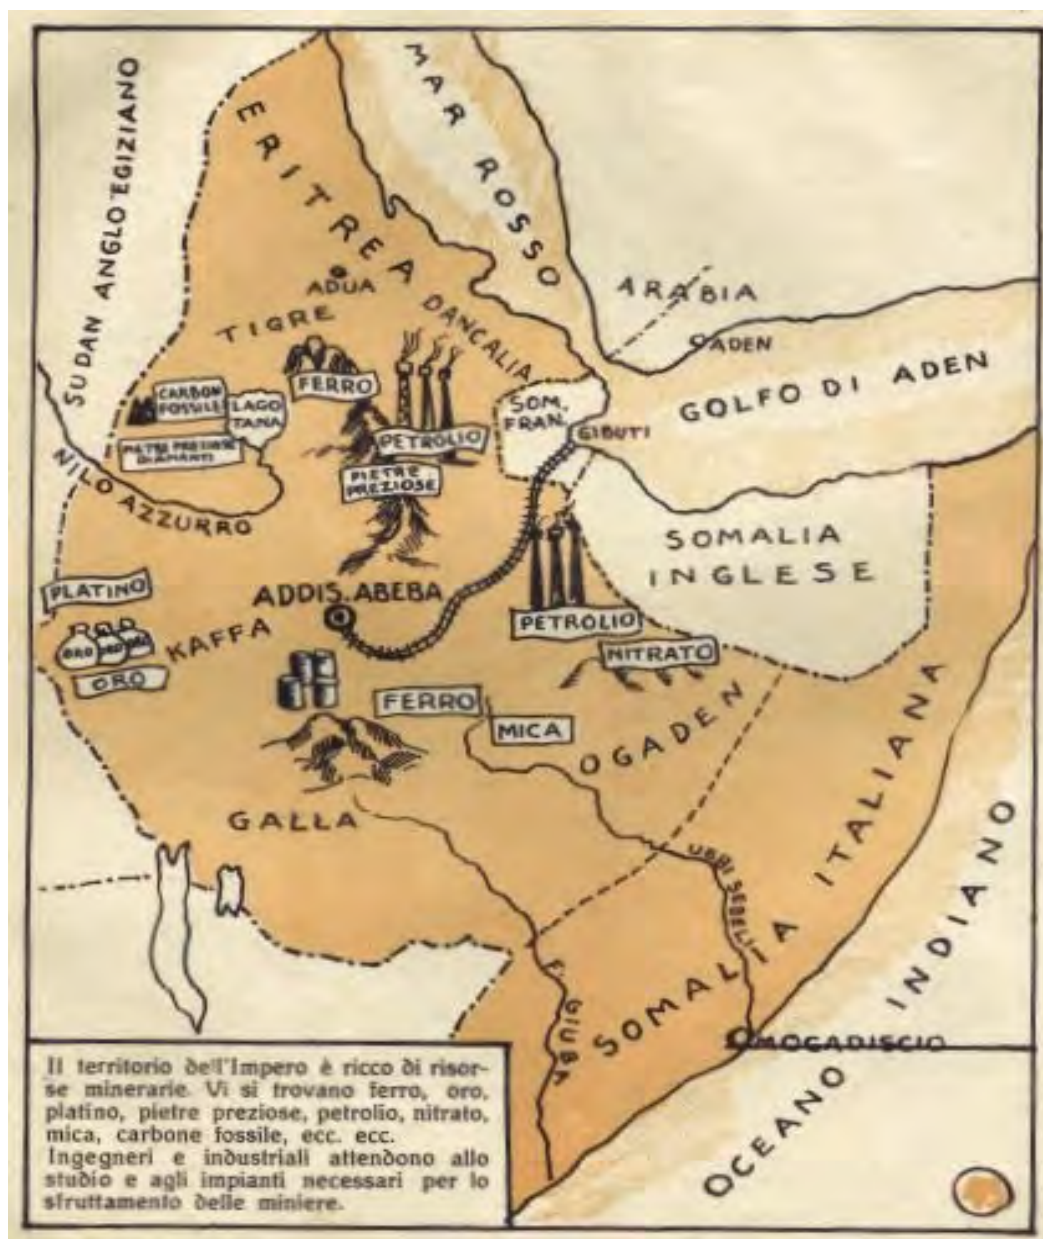 SUDAN ANGLO EGIZIANO
MAR ROSSO
ERITREA
ADUA
TIGRE
DANCALIA
ARABIA
ADEN
GOLFO DI ADEN
FERRO
CARBON
FOSSILE
LAGO
TANA
PIETRE PREZIOSE
DIAMANTI
PETROLIO
PIETRE
PREZIOSE
SOM.
FRAN.
GIBUTI
NILO AZZURRO
SOMALIA
INGLESE
PLATINO
ADDIS.ABEBA
KAFFA
ORO
ORO
PETROLIO
NITRATO
FERRO
MICA
OGADEN
GALLA
UEBI SEBELI
SOMALIA ITALIANA
F. GIUBA
MOGADISCIO
OCEANO INDIANO
Il territorio dell'Impero è ricco di risor-
se minerarie. Vi si trovano ferro, oro,
platino, pietre preziose, petrolio, nitrato,
mica, carbone fossile, ecc. ecc.
Ingegneri e industriali attendono allo
studio e agli impianti necessari per lo
sfruttamento delle miniere.